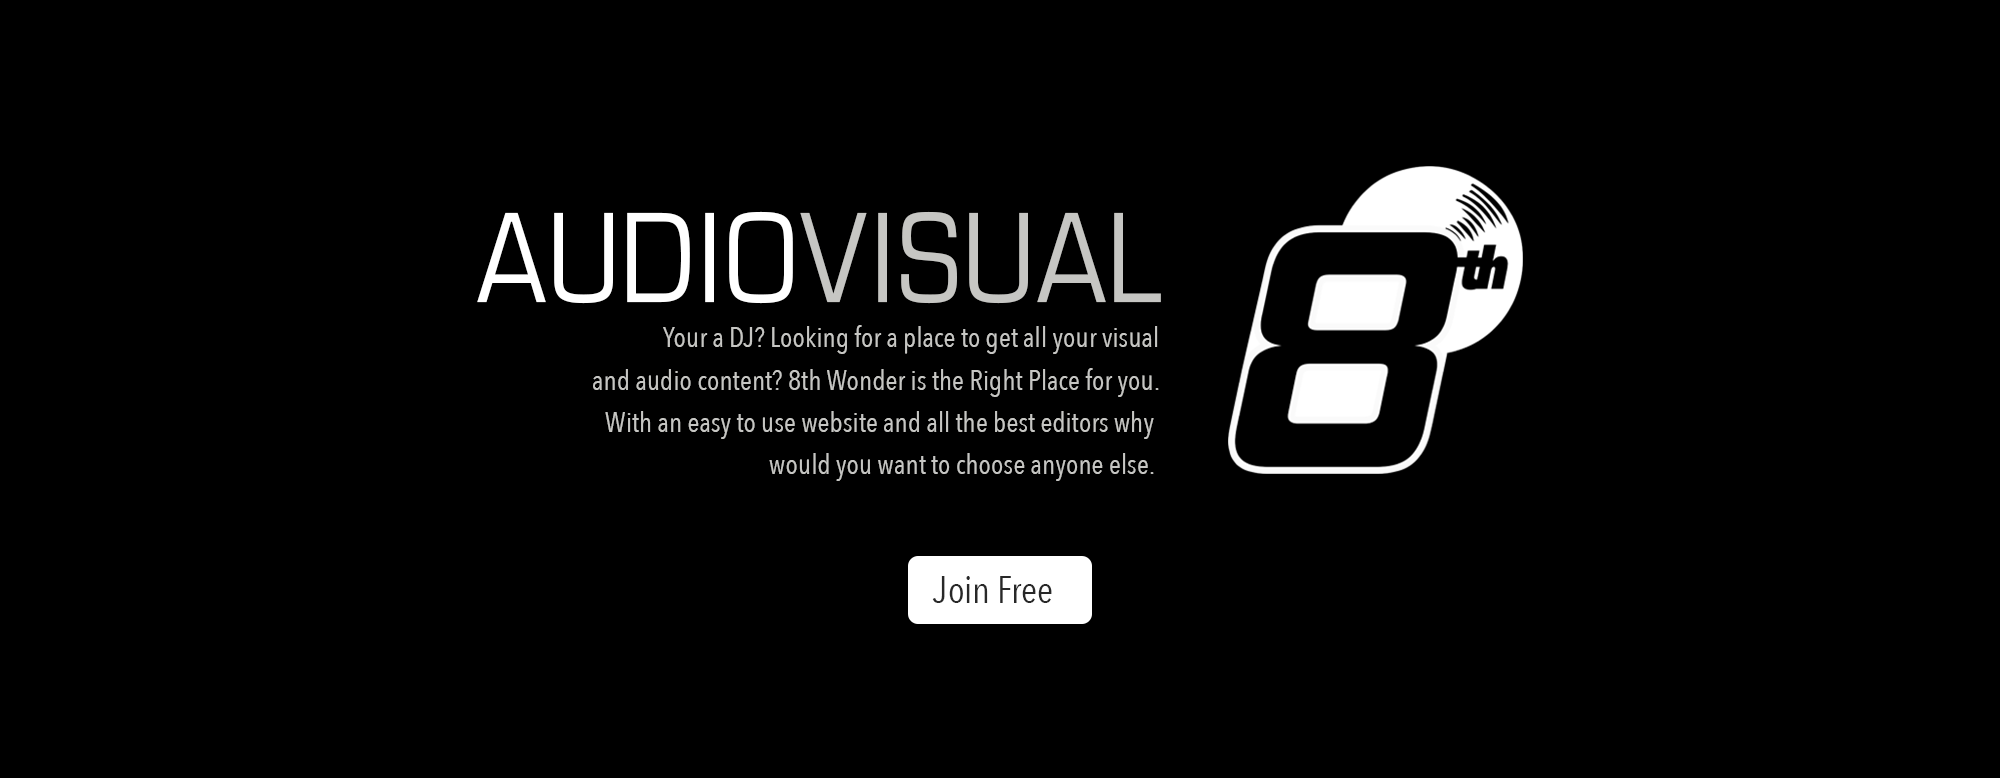 AUDIOVISUAL
Your a DJ? Looking for a place to get all your visual
and audio content? 8th Wonder is the Right Place for you.
With an easy to use website and all the best editors why
would you want to choose anyone else.
8th
Join Free